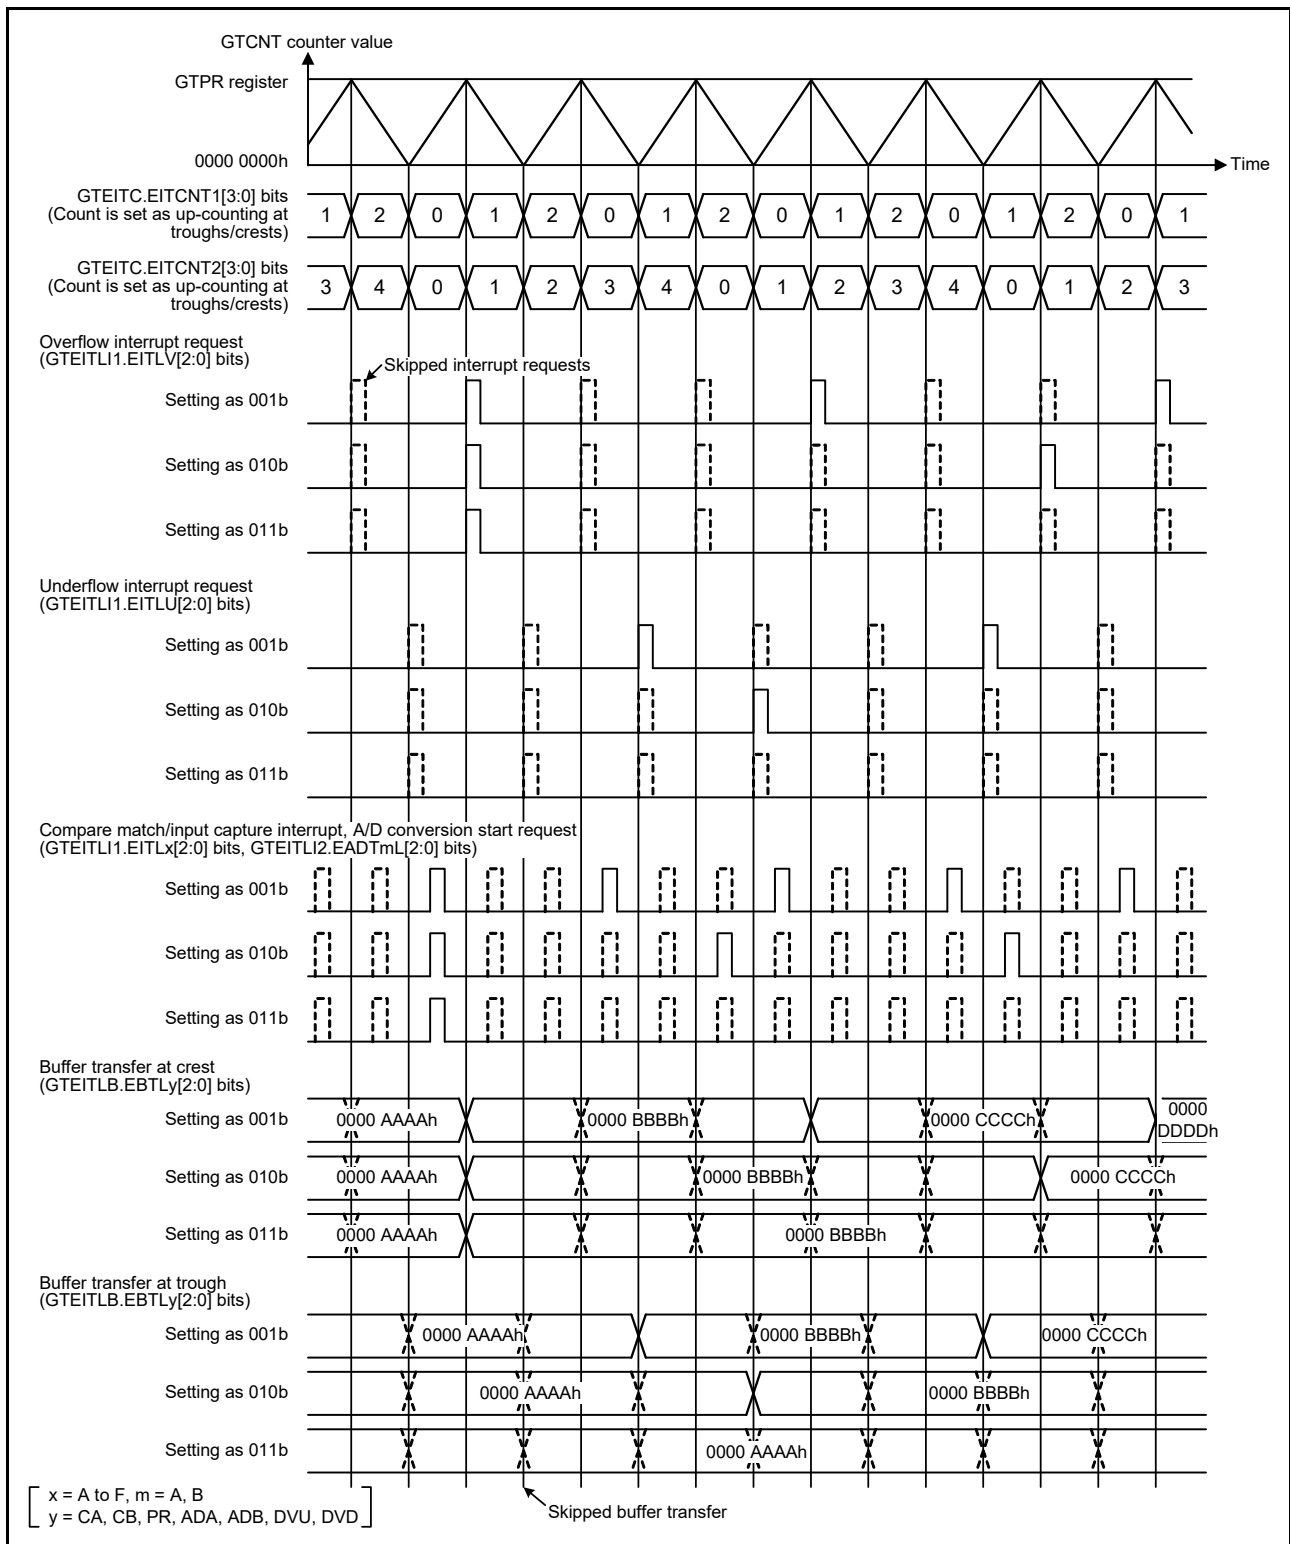 GTCNT counter value
GTPR register
0000 0000h
Time
GTEITC.EITCNT1[3:0] bits
(Count is set as up-counting at
troughs/crests)
1 2 0 1 2 0 1 2 0 1 2 0 1 2 0 1
GTEITC.EITCNT2[3:0] bits
(Count is set as up-counting at
troughs/crests)
3 4 0 1 2 3 4 0 1 2 3 4 0 1 2 3
Overflow interrupt request
(GTEITLI1.EITLV[2:0] bits)
Skipped interrupt requests
Setting as 001b
Setting as 010b
Setting as 011b
Underflow interrupt request
(GTEITLI1.EITLU[2:0] bits)
Setting as 001b
Setting as 010b
Setting as 011b
Compare match/input capture interrupt, A/D conversion start request
(GTEITLI1.EITLx[2:0] bits, GTEITLI2.EADTmL[2:0] bits)
Setting as 001b
Setting as 010b
Setting as 011b
Buffer transfer at crest
(GTEITLB.EBTLy[2:0] bits)
Setting as 001b 0000 AAAAh 0000 BBBBh 0000 CCCCh 0000
DDDDh
Setting as 010b 0000 AAAAh 0000 BBBBh 0000 CCCCh
Setting as 011b 0000 AAAAh 0000 BBBBh
Buffer transfer at trough
(GTEITLB.EBTLy[2:0] bits)
Setting as 001b 0000 AAAAh 0000 BBBBh 0000 CCCCh
Setting as 010b 0000 AAAAh 0000 BBBBh
Setting as 011b 0000 AAAAh
x = A to F, m = A, B
y = CA, CB, PR, ADA, ADB, DVU, DVD
Skipped buffer transfer